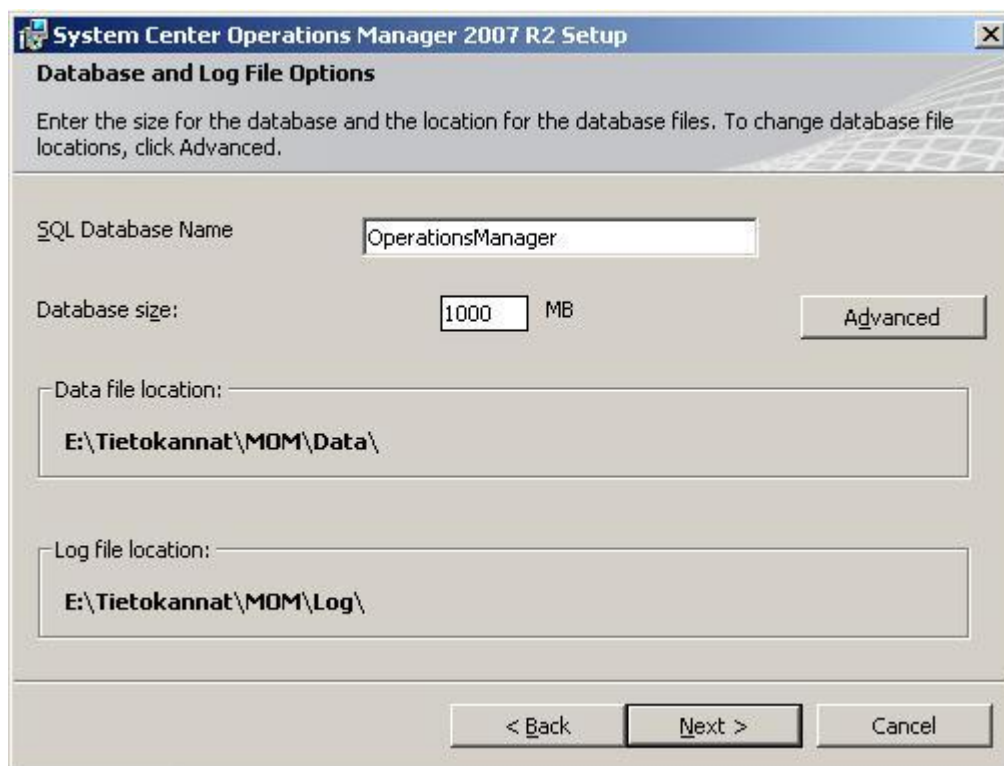 System Center Operations Manager 2007 R2 Setup
Database and Log File Options
Enter the size for the database and the location for the database files. To change database file
locations, click Advanced.
SQL Database Name
OperationsManager
Database size:
1000 MB
Advanced
Data file location:
E:\Tietokannat\MOM\Data\
Log file location:
E:\Tietokannat\MOM\Log\
< Back
Next >
Cancel